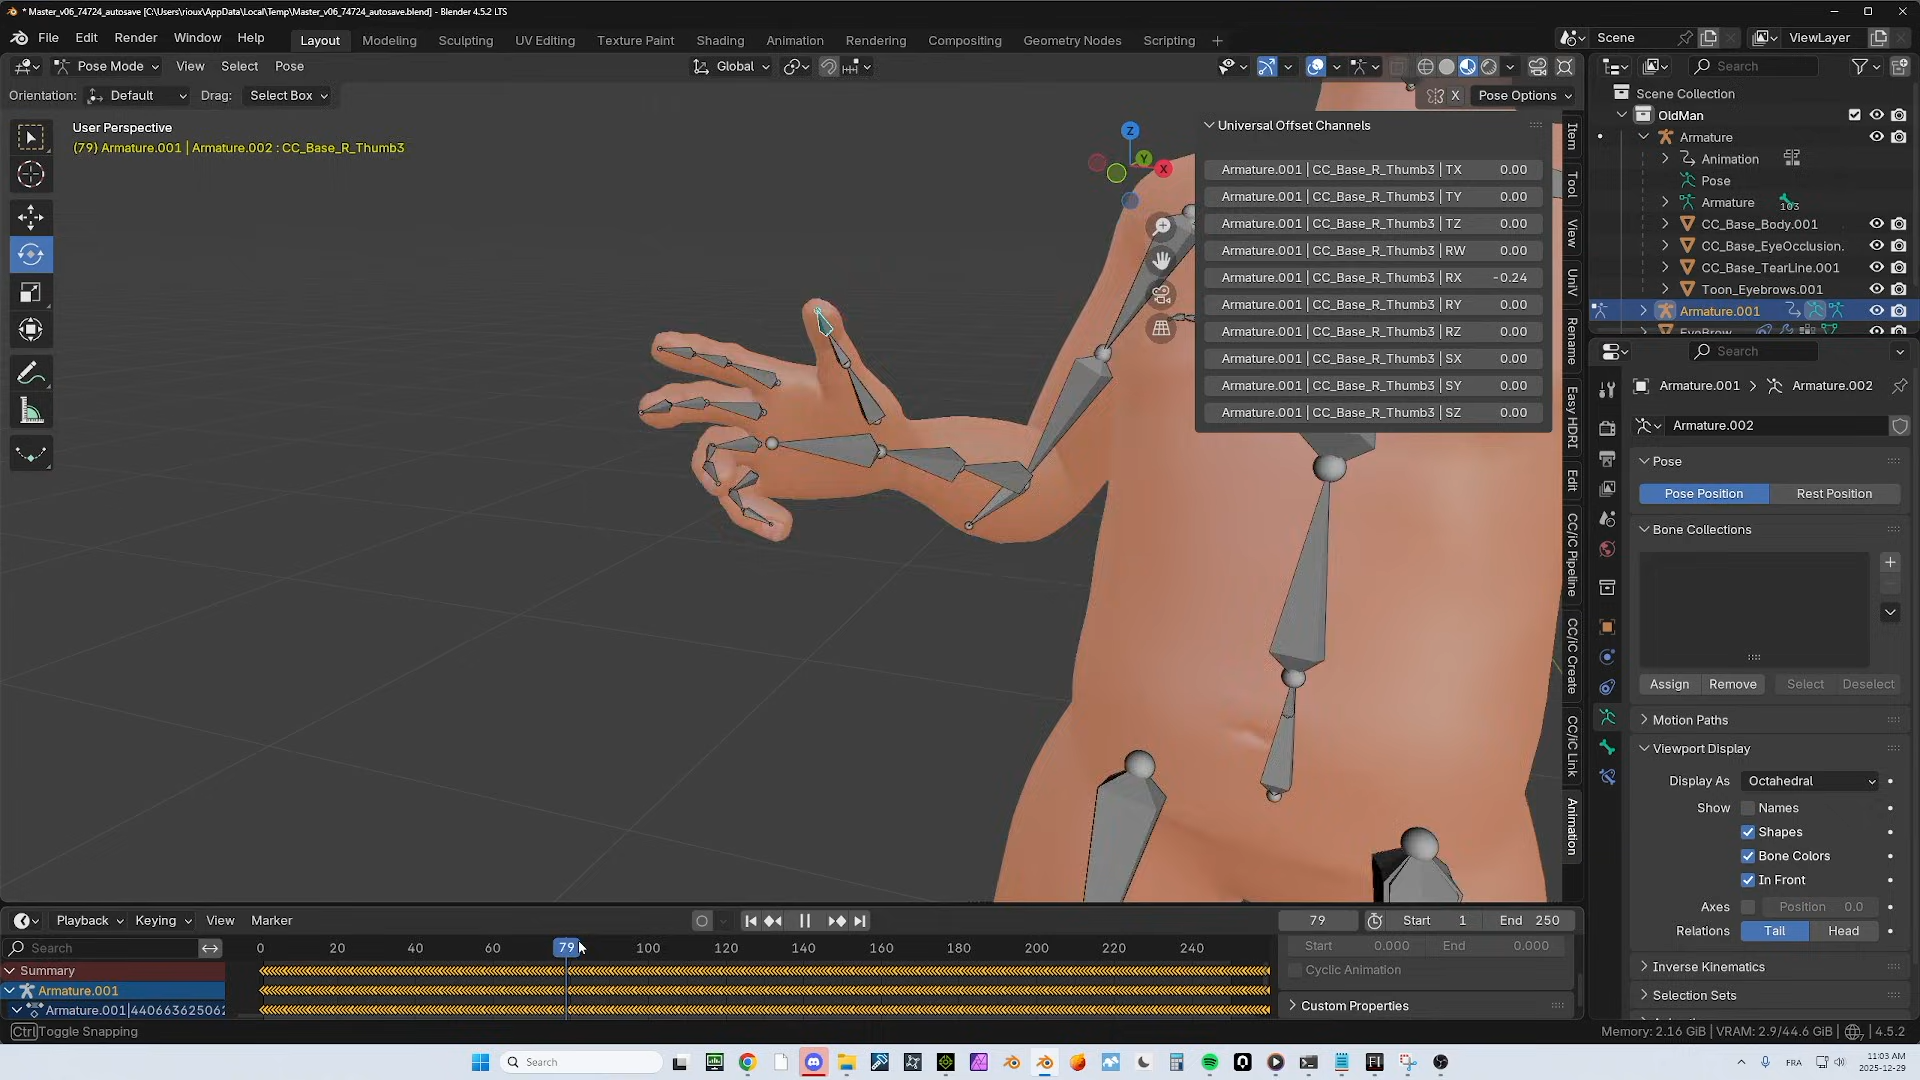 * Master_v06_74724_autosave [C:\Users\rioux\AppData\Local\Temp\Master_v06_74724_autosave.blend] - Blender 4.5.2 LTS
File Edit Render Window Help Layout Modeling Sculpting UV Editing Texture Paint Shading Animation Rendering Compositing Geometry Nodes Scripting + Scene ViewLayer
Pose Mode View Select Pose Global Search
Orientation: Default Drag: Select Box X Pose Options
User Perspective
(79) Armature.001 | Armature.002 : CC_Base_R_Thumb3
Z
Y
X
Universal Offset Channels
Armature.001 | CC_Base_R_Thumb3 | TX 0.00
Armature.001 | CC_Base_R_Thumb3 | TY 0.00
Armature.001 | CC_Base_R_Thumb3 | TZ 0.00
Armature.001 | CC_Base_R_Thumb3 | RW 0.00
Armature.001 | CC_Base_R_Thumb3 | RX -0.24
Armature.001 | CC_Base_R_Thumb3 | RY 0.00
Armature.001 | CC_Base_R_Thumb3 | RZ 0.00
Armature.001 | CC_Base_R_Thumb3 | SX 0.00
Armature.001 | CC_Base_R_Thumb3 | SY 0.00
Armature.001 | CC_Base_R_Thumb3 | SZ 0.00
Item
Tool
View
UniV
Rename
Easy HDRI
Edit
CC/iC Pipeline
CC/iC Create
CC/iC Link
Animation
Scene Collection
OldMan
Armature
Animation
Pose
Armature 103
CC_Base_Body.001
CC_Base_EyeOcclusion.
CC_Base_TearLine.001
Toon_Eyebrows.001
Armature.001
EyeBrow
Search
Armature.001 Armature.002
Armature.002
Pose
Pose Position Rest Position
Bone Collections
Assign Remove Select Deselect
Motion Paths
Viewport Display
Display As Octahedral
Show Names
Shapes
Bone Colors
In Front
Axes Position 0.0
Relations Tail Head
Inverse Kinematics
Selection Sets
Playback Keying View Marker 79 Start 1 End 250
Search 0 20 40 60 79 100 120 140 160 180 200 220 240 Start 0.000 End 0.000
Summary Cyclic Animation
Armature.001
Armature.001|440663625062 Custom Properties
Ctrl Toggle Snapping Memory: 2.16 GiB | VRAM: 2.9/44.6 GiB | 4.5.2
Search FRA 11:03 AM
2025-12-29